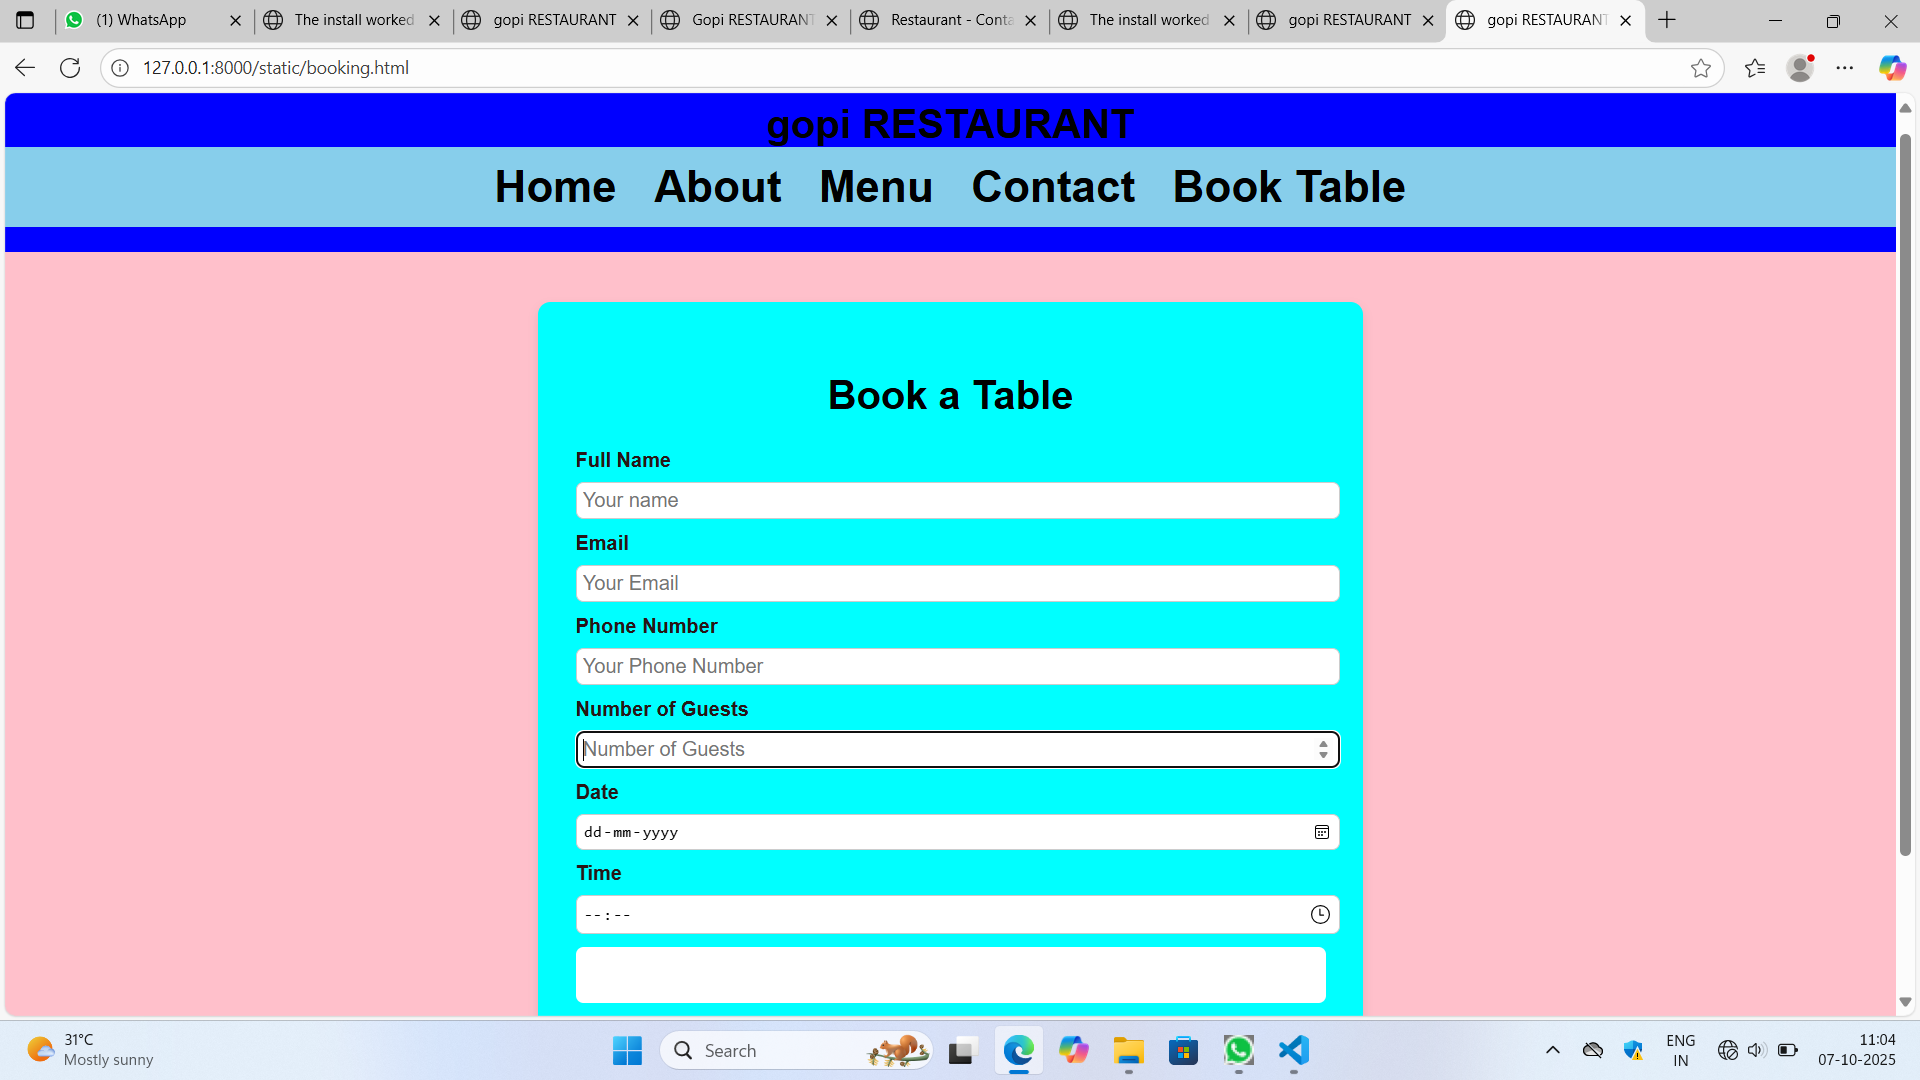 (1) WhatsApp
The install worked
gopi RESTAURANT
Gopi RESTAURANT
Restaurant - Conta
The install worked
gopi RESTAURANT
gopi RESTAURANT
127.0.0.1:8000/static/booking.html
gopi RESTAURANT
Home About Menu Contact Book Table
Book a Table
Full Name
Your name
Email
Your Email
Phone Number
Your Phone Number
Number of Guests
Number of Guests
Date
dd-mm-yyyy
Time
--:--
31°C
Mostly sunny
Search
ENG
IN
11:04
07-10-2025